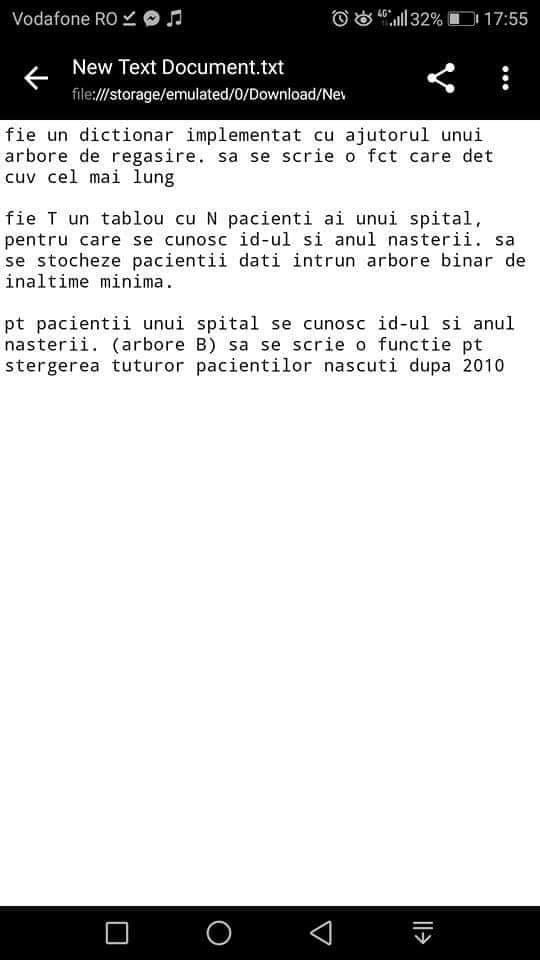 Vodafone RO 4G+ 32% 17:55
New Text Document.txt
file:///storage/emulated/0/Download/Nev
fie un dictionar implementat cu ajutorul unui
arbore de regasire. sa se scrie o fct care det
cuv cel mai lung
fie T un tablou cu N pacienti ai unui spital,
pentru care se cunosc id-ul si anul nasterii. sa
se stocheze pacientii dati intrun arbore binar de
inaltime minima.
pt pacientii unui spital se cunosc id-ul si anul
nasterii. (arbore B) sa se scrie o functie pt
stergerea tuturor pacientilor nascuti dupa 2010